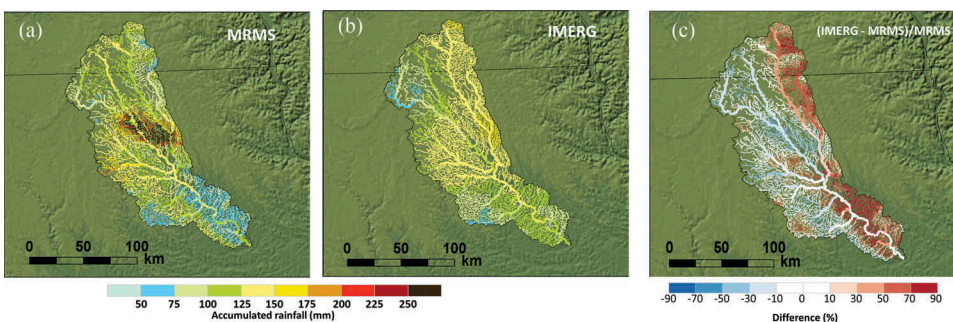 (a) MRMS
(b) IMERG
(c) (IMERG - MRMS)/MRMS
0 50 100
km
0 50 100
km
0 50 100
km
50 75 100 125 150 175 200 225 250
Accumulated rainfall (mm)
-90 -70 -50 -30 -10 0 10 30 50 70 90
Difference (%)